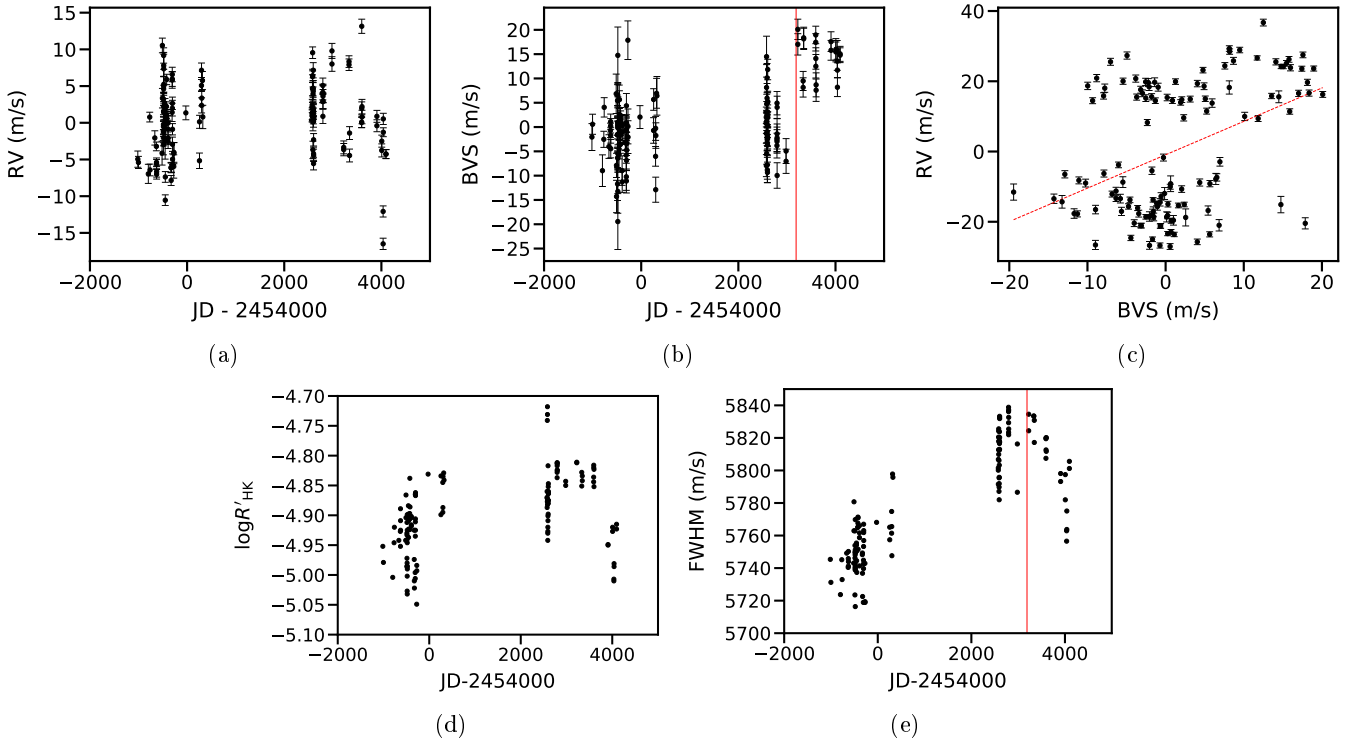 15
10
5
0
−5
−10
−15
−2000 0 2000 4000
RV (m/s)
JD - 2454000
(a)
20
15
10
5
0
−5
−10
−15
−20
−25
−2000 0 2000 4000
BVS (m/s)
JD - 2454000
(b)
40
20
0
−20
−20 −10 0 10 20
RV (m/s)
BVS (m/s)
(c)
−4.70
−4.75
−4.80
−4.85
−4.90
−4.95
−5.00
−5.05
−5.10
−2000 0 2000 4000
logR′HK
JD-2454000
(d)
5840
5820
5800
5780
5760
5740
5720
5700
−2000 0 2000 4000
FWHM (m/s)
JD-2454000
(e)